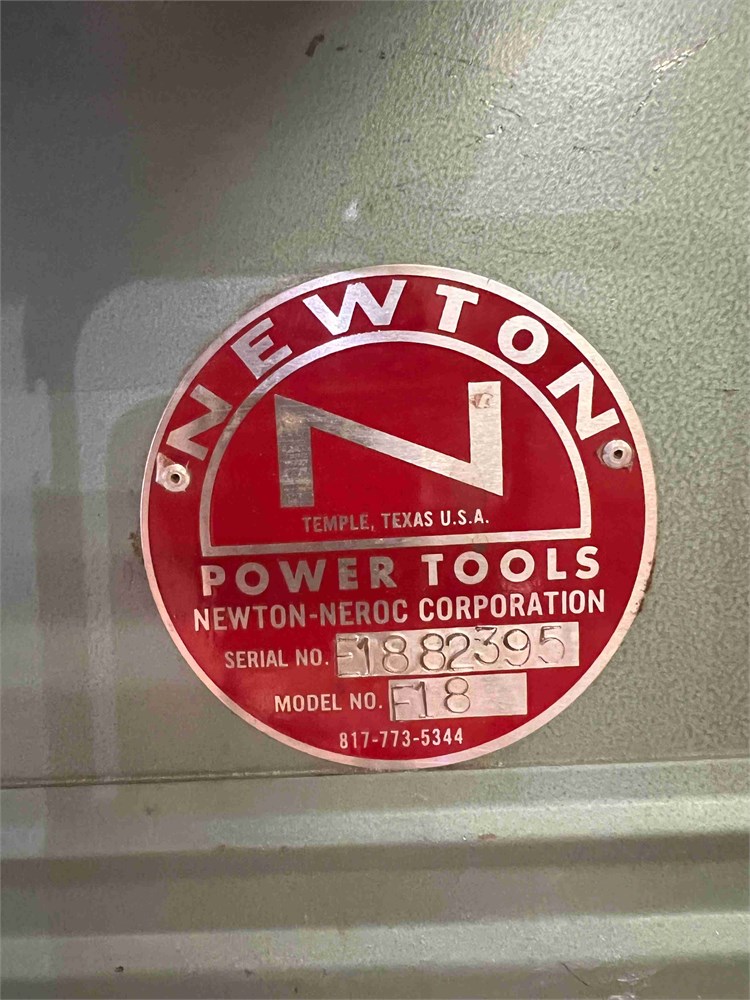 NEWTON
N
TEMPLE, TEXAS U.S.A.
POWER TOOLS
NEWTON-NEROC CORPORATION
SERIAL NO. F1882395
MODEL NO. F18
817-773-5344